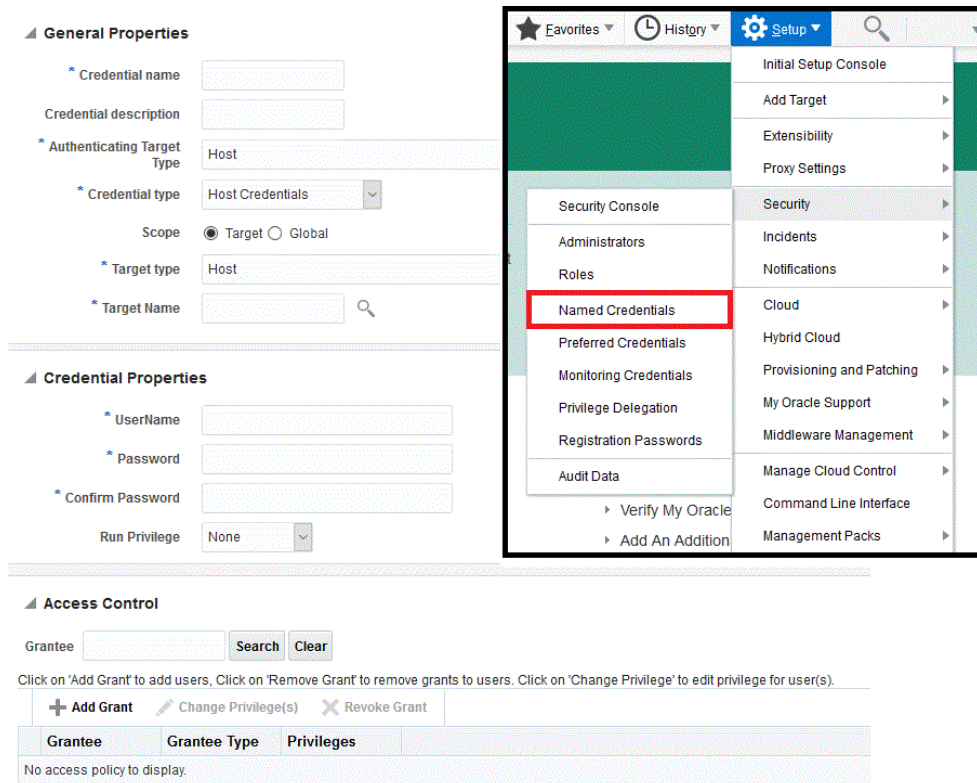 General Properties
* Credential name
Credential description
* Authenticating Target Type
Host
* Credential type
Host Credentials
Scope
Target
Global
* Target type
Host
* Target Name
Credential Properties
* UserName
* Password
* Confirm Password
Run Privilege
None
Access Control
Grantee
Search
Clear
Click on 'Add Grant' to add users, Click on 'Remove Grant' to remove grants to users. Click on 'Change Privilege' to edit privilege for user(s).
Add Grant
Change Privilege(s)
Revoke Grant
Grantee
Grantee Type
Privileges
No access policy to display.
Favorites
History
Setup
Initial Setup Console
Add Target
Extensibility
Proxy Settings
Security
Incidents
Notifications
Cloud
Hybrid Cloud
Provisioning and Patching
My Oracle Support
Middleware Management
Manage Cloud Control
Command Line Interface
Management Packs
Security Console
Administrators
Roles
Named Credentials
Preferred Credentials
Monitoring Credentials
Privilege Delegation
Registration Passwords
Audit Data
Verify My Oracle
Add An Addition